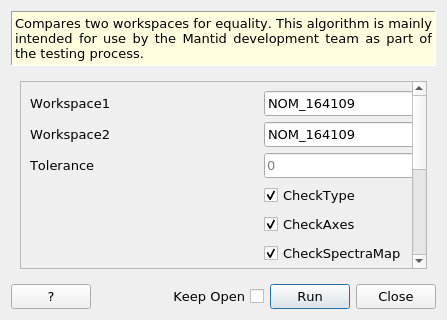 Compares two workspaces for equality. This algorithm is mainly
intended for use by the Mantid development team as part of
the testing process.
Workspace1 NOM_164109
Workspace2 NOM_164109
Tolerance 0
CheckType
CheckAxes
CheckSpectraMap
? Keep Open Run Close